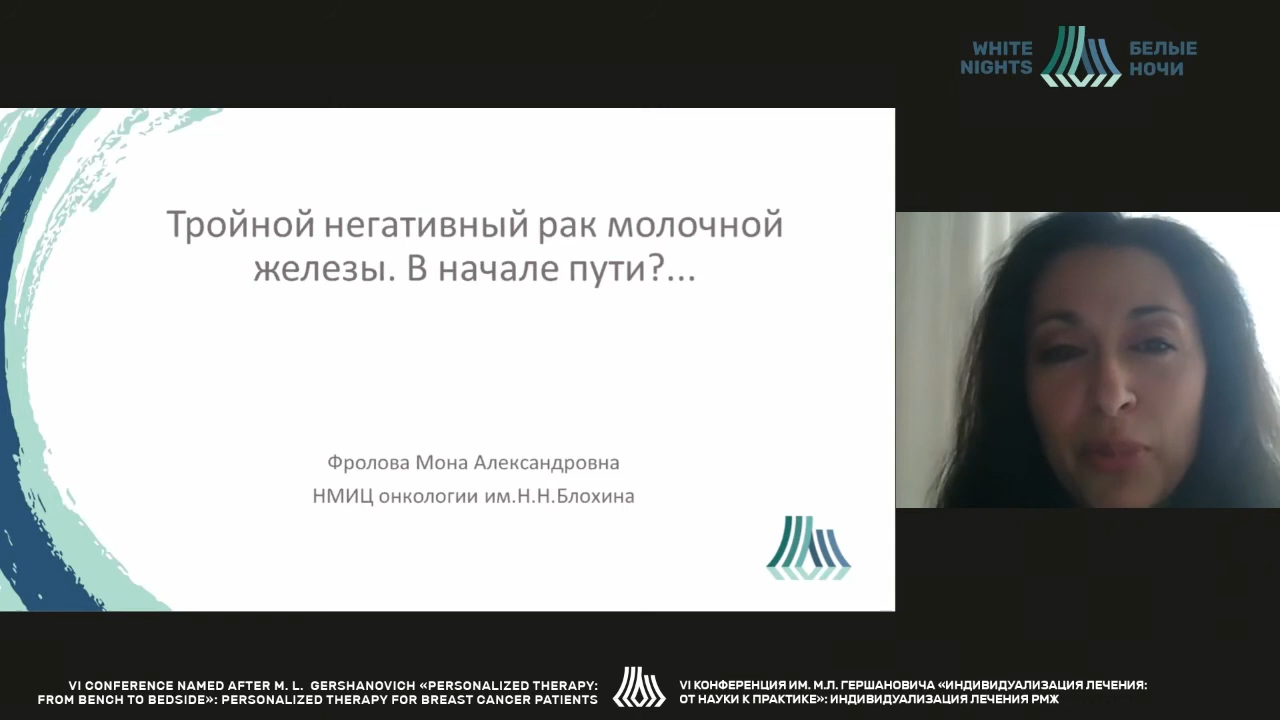 WHITE
NIGHTS
БЕЛЫЕ
НОЧИ
Тройной негативный рак молочной
железы. В начале пути?...
Фролова Мона Александровна
НМИЦ онкологии им.Н.Н.Блохина
VI CONFERENCE NAMED AFTER M. L. GERSHANOVICH «PERSONALIZED THERAPY:
FROM BENCH TO BEDSIDE»: PERSONALIZED THERAPY FOR BREAST CANCER PATIENTS
VI КОНФЕРЕНЦИЯ ИМ. М.Л. ГЕРШАНОВИЧА «ИНДИВИДУАЛИЗАЦИЯ ЛЕЧЕНИЯ:
ОТ НАУКИ К ПРАКТИКЕ»: ИНДИВИДУАЛИЗАЦИЯ ЛЕЧЕНИЯ РМЖ